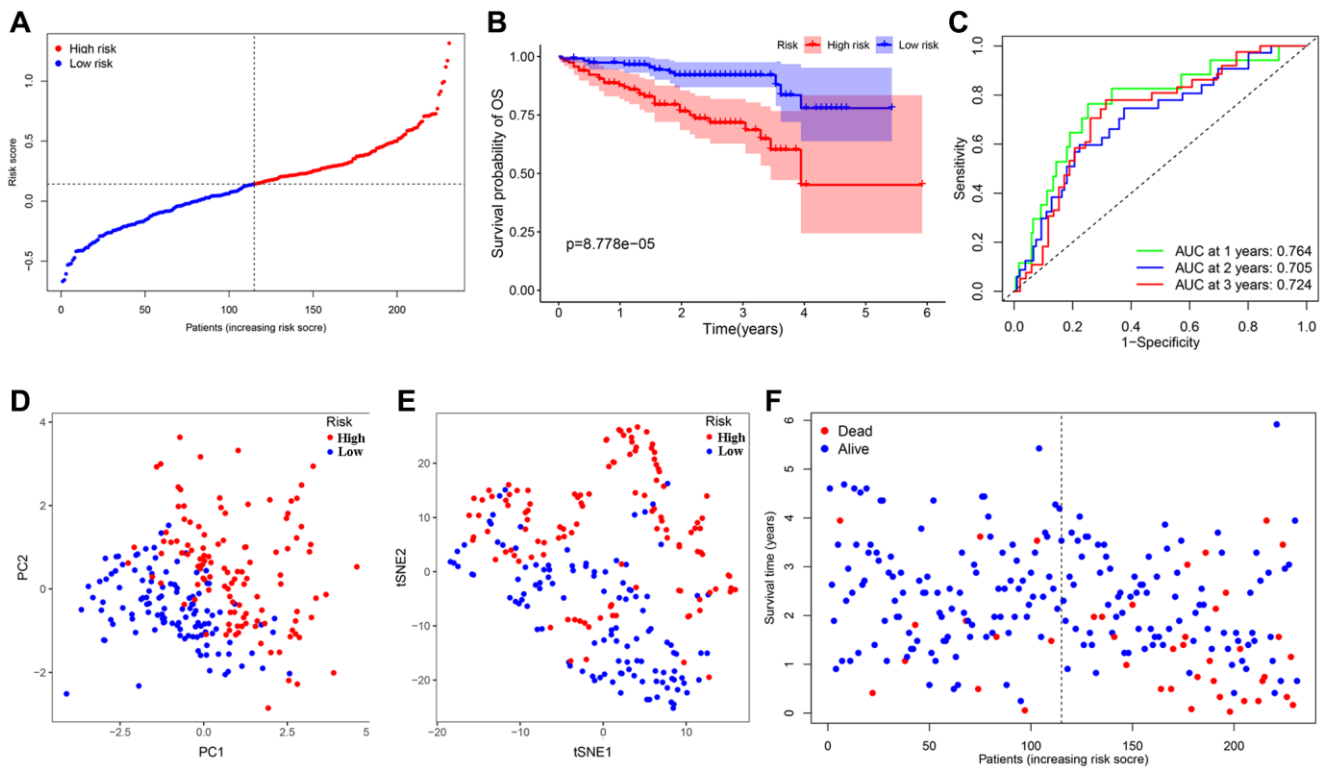 A
High risk
Low risk
Risk score
1.0
0.5
0.0
−0.5
0
50
100
150
200
Patients (increasing risk socre)
B
Risk
High risk
Low risk
Survival probability of OS
1.00
0.75
0.50
0.25
0.00
p=8.778e−05
0
1
2
3
4
5
6
Time(years)
C
Sensitivity
1.0
0.8
0.6
0.4
0.2
0.0
AUC at 1 years: 0.764
AUC at 2 years: 0.705
AUC at 3 years: 0.724
0.0
0.2
0.4
0.6
0.8
1.0
1−Specificity
D
Risk
High
Low
PC2
4
2
0
−2
−2.5
0.0
2.5
5
PC1
E
Risk
High
Low
tSNE2
20
10
0
−10
−20
−20
−10
0
10
tSNE1
F
Dead
Alive
Survival time (years)
6
5
4
3
2
1
0
0
50
100
150
200
Patients (increasing risk socre)